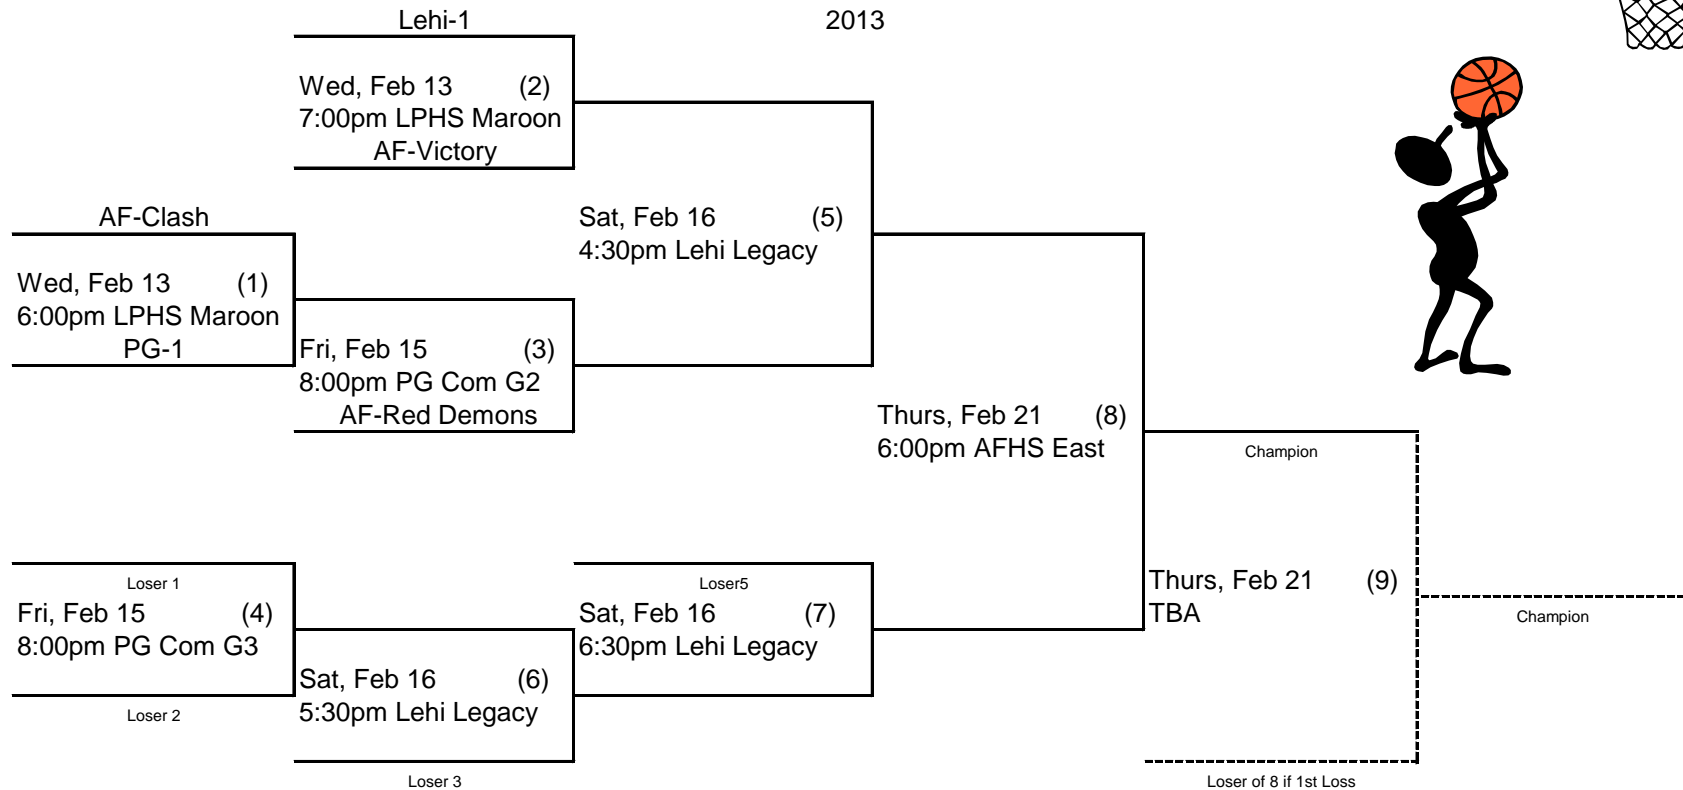 Lehi-1
2013
Wed, Feb 13 (2)
7:00pm LPHS Maroon
AF-Victory
AF-Clash
Sat, Feb 16 (5)
4:30pm Lehi Legacy
Wed, Feb 13 (1)
6:00pm LPHS Maroon
PG-1
Fri, Feb 15 (3)
8:00pm PG Com G2
AF-Red Demons
Thurs, Feb 21 (8)
6:00pm AFHS East
Champion
Loser 1
Loser5
Fri, Feb 15 (4)
8:00pm PG Com G3
Sat, Feb 16 (7)
6:30pm Lehi Legacy
Thurs, Feb 21 (9)
TBA
Champion
Loser 2
Sat, Feb 16 (6)
5:30pm Lehi Legacy
Loser 3
Loser of 8 if 1st Loss